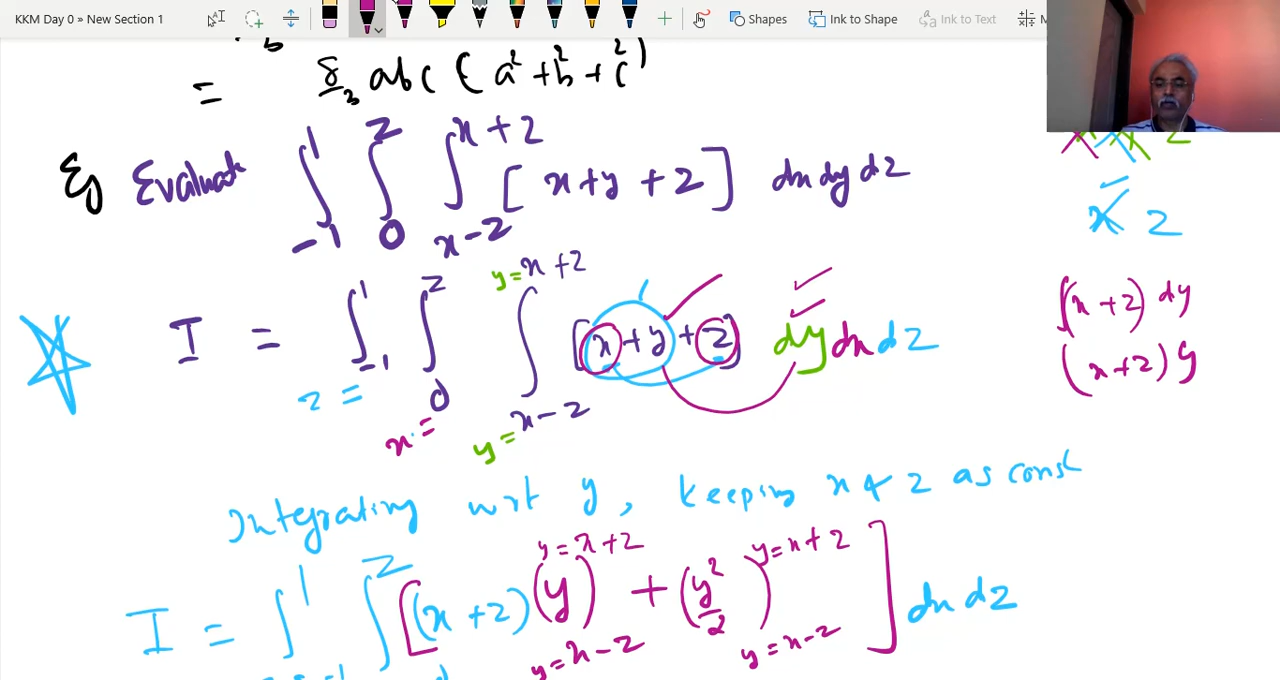 KKM Day 0 » New Section 1
Shapes
Ink to Shape
Ink to Text
= 8/3 abc (a² + b² + c²)
Eg Evaluate ∫_{-1}^{1} ∫_{0}^{z} ∫_{x-z}^{x+z} [x+y+z] dx dy dz
x z
I = ∫_{z=-1}^{1} ∫_{x=0}^{z} ∫_{y=x-z}^{y=x+z} [x+y+z] dy dx dz
∫(x+z) dy
(x+z) y
Integrating wrt y, keeping x & z as const
I = ∫^{1} ∫^{z} [(x+z) (y)_{y=x-z}^{y=x+z} + (y²/2)_{y=x-z}^{y=x+z}] dx dz